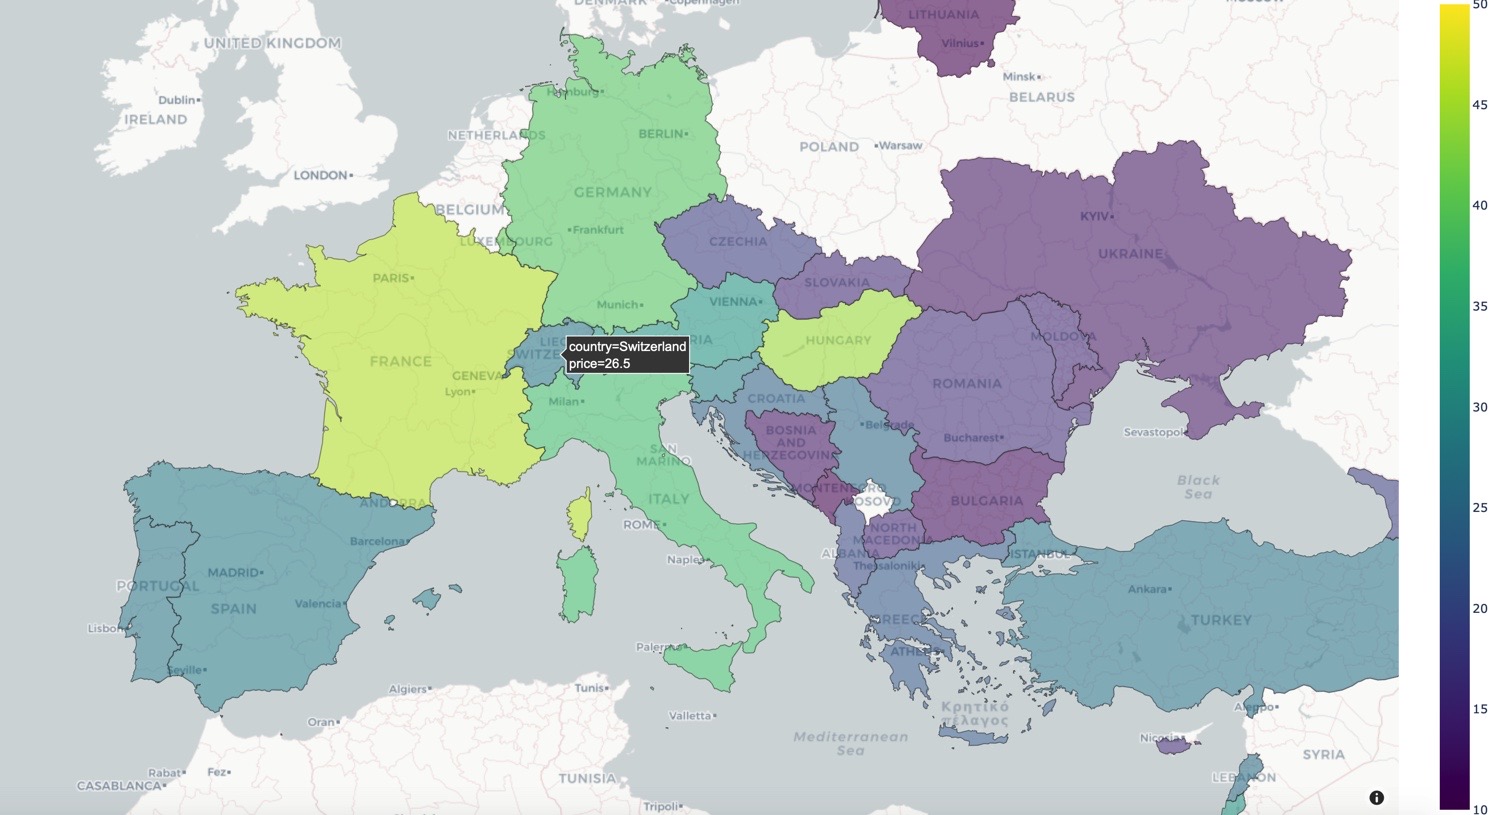 DENMARK
Copenhagen
MOSCOW
50
LITHUANIA
Vilnius
UNITED KINGDOM
Minsk
BELARUS
Hamburg
45
Dublin
IRELAND
NETHERLANDS
BERLIN
POLAND
Warsaw
LONDON
GERMANY
40
BELGIUM
KYIV
Frankfurt
LUXEMBOURG
CZECHIA
UKRAINE
PARIS
SLOVAKIA
Munich
VIENNA
35
MOLDOVA
HUNGARY
country=Switzerland
price=26.5
FRANCE
GENEVA
Lyon
ROMANIA
Milan
CROATIA
30
Belgrade
BOSNIA
AND
HERZEGOVINA
Bucharest
Sevastopol
SAN
MARINO
Black
Sea
MONTENEGRO
KOSOVO
BULGARIA
ITALY
ANDORRA
25
ROME
NORTH
MACEDONIA
Barcelona
ALBANIA
ISTANBUL
Naples
Thessaloniki
MADRID
PORTUGAL
Ankara
Valencia
SPAIN
20
GREECE
TURKEY
Lisbon
Palermo
ATHENS
Seville
Algiers
Tunis
Κρητικό
πέλαγος
Aleppo
15
Valletta
Oran
Mediterranean
Sea
Nicosia
SYRIA
Rabat
Fez
CASABLANCA
TUNISIA
LEBANON
Tripoli
10